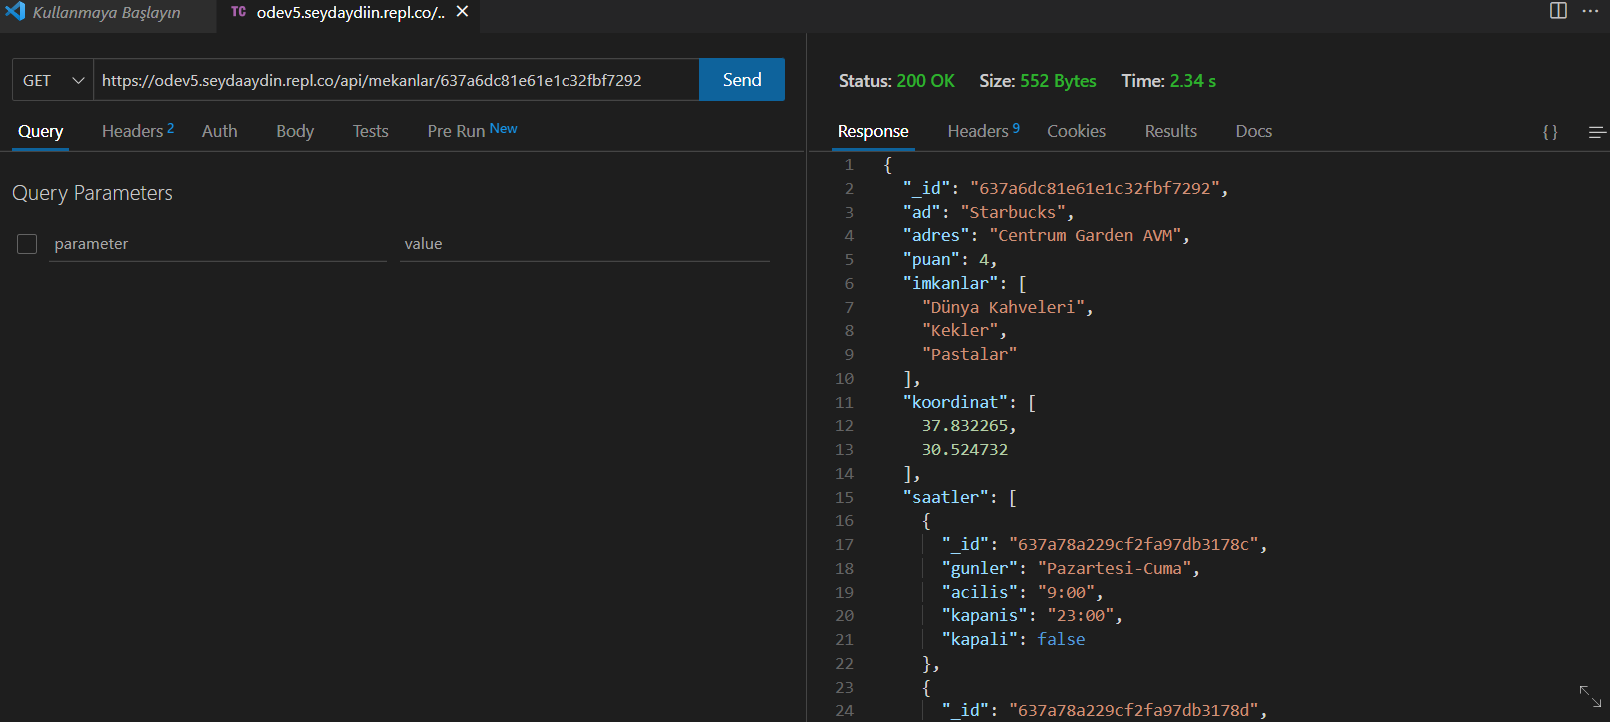 Kullanmaya Başlayın
TC odev5.seydaydiin.repl.co/..
GET
https://odev5.seydaaydin.repl.co/api/mekanlar/637a6dc81e61e1c32fbf7292
Send
Query
Headers 2
Auth
Body
Tests
Pre Run New
Query Parameters
parameter
value
Status: 200 OK
Size: 552 Bytes
Time: 2.34 s
Response
Headers 9
Cookies
Results
Docs
{}
1 {
2 "_id": "637a6dc81e61e1c32fbf7292",
3 "ad": "Starbucks",
4 "adres": "Centrum Garden AVM",
5 "puan": 4,
6 "imkanlar": [
7 "Dünya Kahveleri",
8 "Kekler",
9 "Pastalar"
10 ],
11 "koordinat": [
12 37.832265,
13 30.524732
14 ],
15 "saatler": [
16 {
17 "_id": "637a78a229cf2fa97db3178c",
18 "gunler": "Pazartesi-Cuma",
19 "acilis": "9:00",
20 "kapanis": "23:00",
21 "kapali": false
22 },
23 {
24 "_id": "637a78a229cf2fa97db3178d",